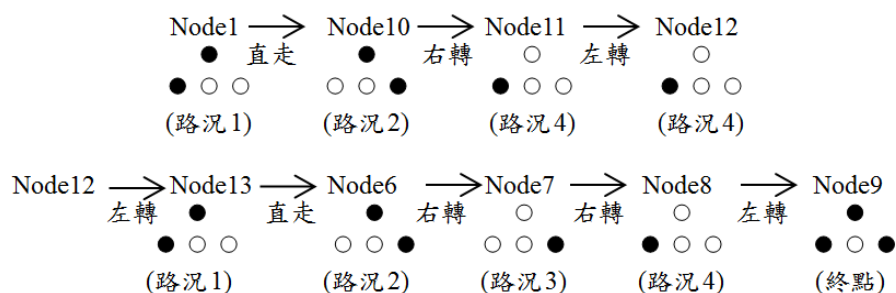 Node1 Node10 Node11 Node12
直走 右轉 左轉
(路況1) (路況2) (路況4) (路況4)
Node12 Node13 Node6 Node7 Node8 Node9
左轉 直走 右轉 右轉 左轉
(路況1) (路況2) (路況3) (路況4) (終點)